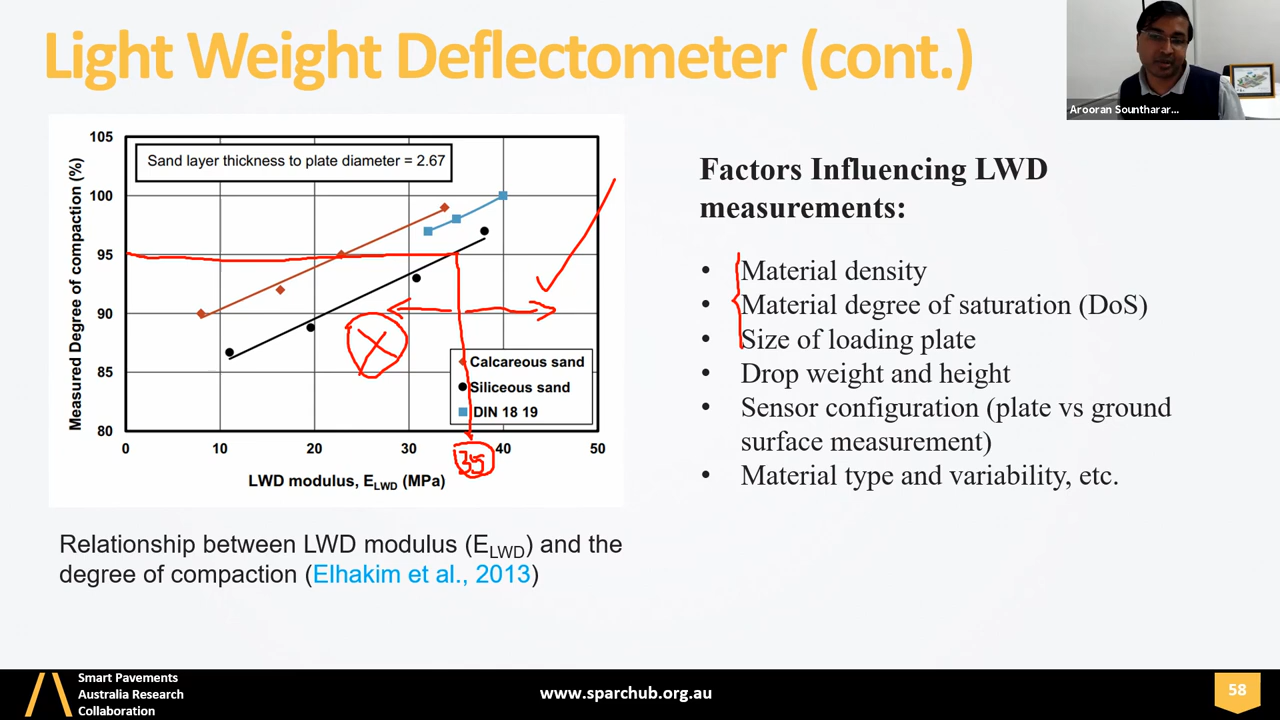 Light Weight Deflectometer (cont.)
Arooran Sountharar...
105
100
95
90
85
80
Measured Degree of compaction (%)
Sand layer thickness to plate diameter = 2.67
Calcareous sand
Siliceous sand
DIN 18 19
0
10
20
30
40
50
35
LWD modulus, ELWD (MPa)
Relationship between LWD modulus (ELWD) and the
degree of compaction (Elhakim et al., 2013)
Factors Influencing LWD
measurements:
• Material density
• Material degree of saturation (DoS)
• Size of loading plate
• Drop weight and height
• Sensor configuration (plate vs ground
surface measurement)
• Material type and variability, etc.
Smart Pavements
Australia Research
Collaboration
www.sparchub.org.au
58